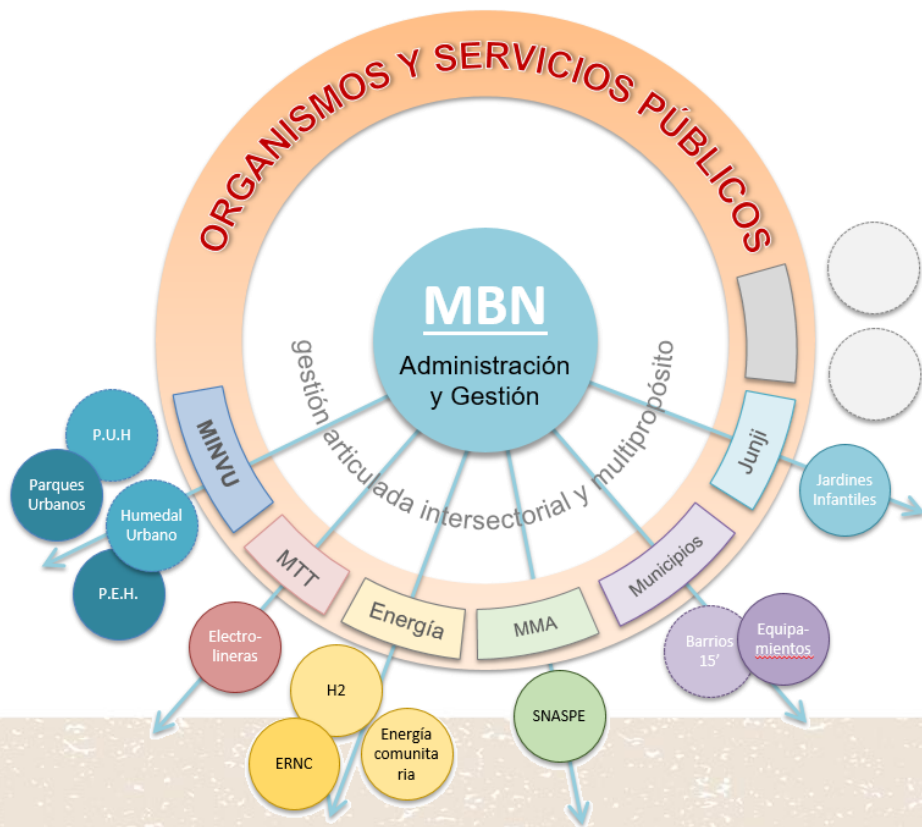 ORGANISMOS Y SERVICIOS PÚBLICOS
MBN
Administración
y Gestión
gestión articulada intersectorial y multipropósito
MINVU
MTT
Energía
MMA
Municipios
Junji
P.U.H
Parques
Urbanos
Humedal
Urbano
P.E.H.
Electro-
lineras
H2
ERNC
Energía
comunita
ria
SNASPE
Barrios
15'
Equipa-
mientos
Jardines
Infantiles